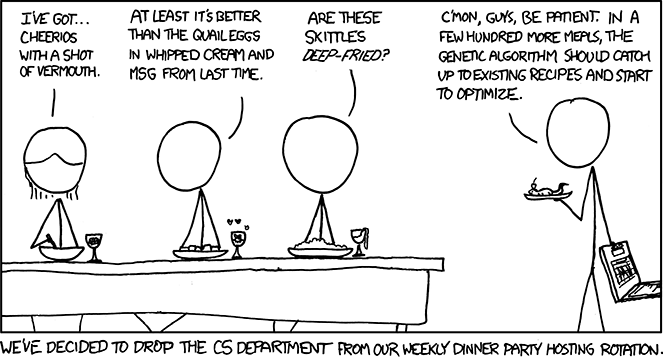 I'VE GOT...
CHEERIOS
WITH A SHOT
OF VERMOUTH.
AT LEAST IT'S BETTER
THAN THE QUAIL EGGS
IN WHIPPED CREAM AND
MSG FROM LAST TIME.
ARE THESE
SKITTLES
DEEP-FRIED?
C'MON, GUYS, BE PATIENT. IN A
FEW HUNDRED MORE MEALS, THE
GENETIC ALGORITHM SHOULD CATCH
UP TO EXISTING RECIPES AND START
TO OPTIMIZE.
WE'VE DECIDED TO DROP THE CS DEPARTMENT FROM OUR WEEKLY DINNER PARTY HOSTING ROTATION.